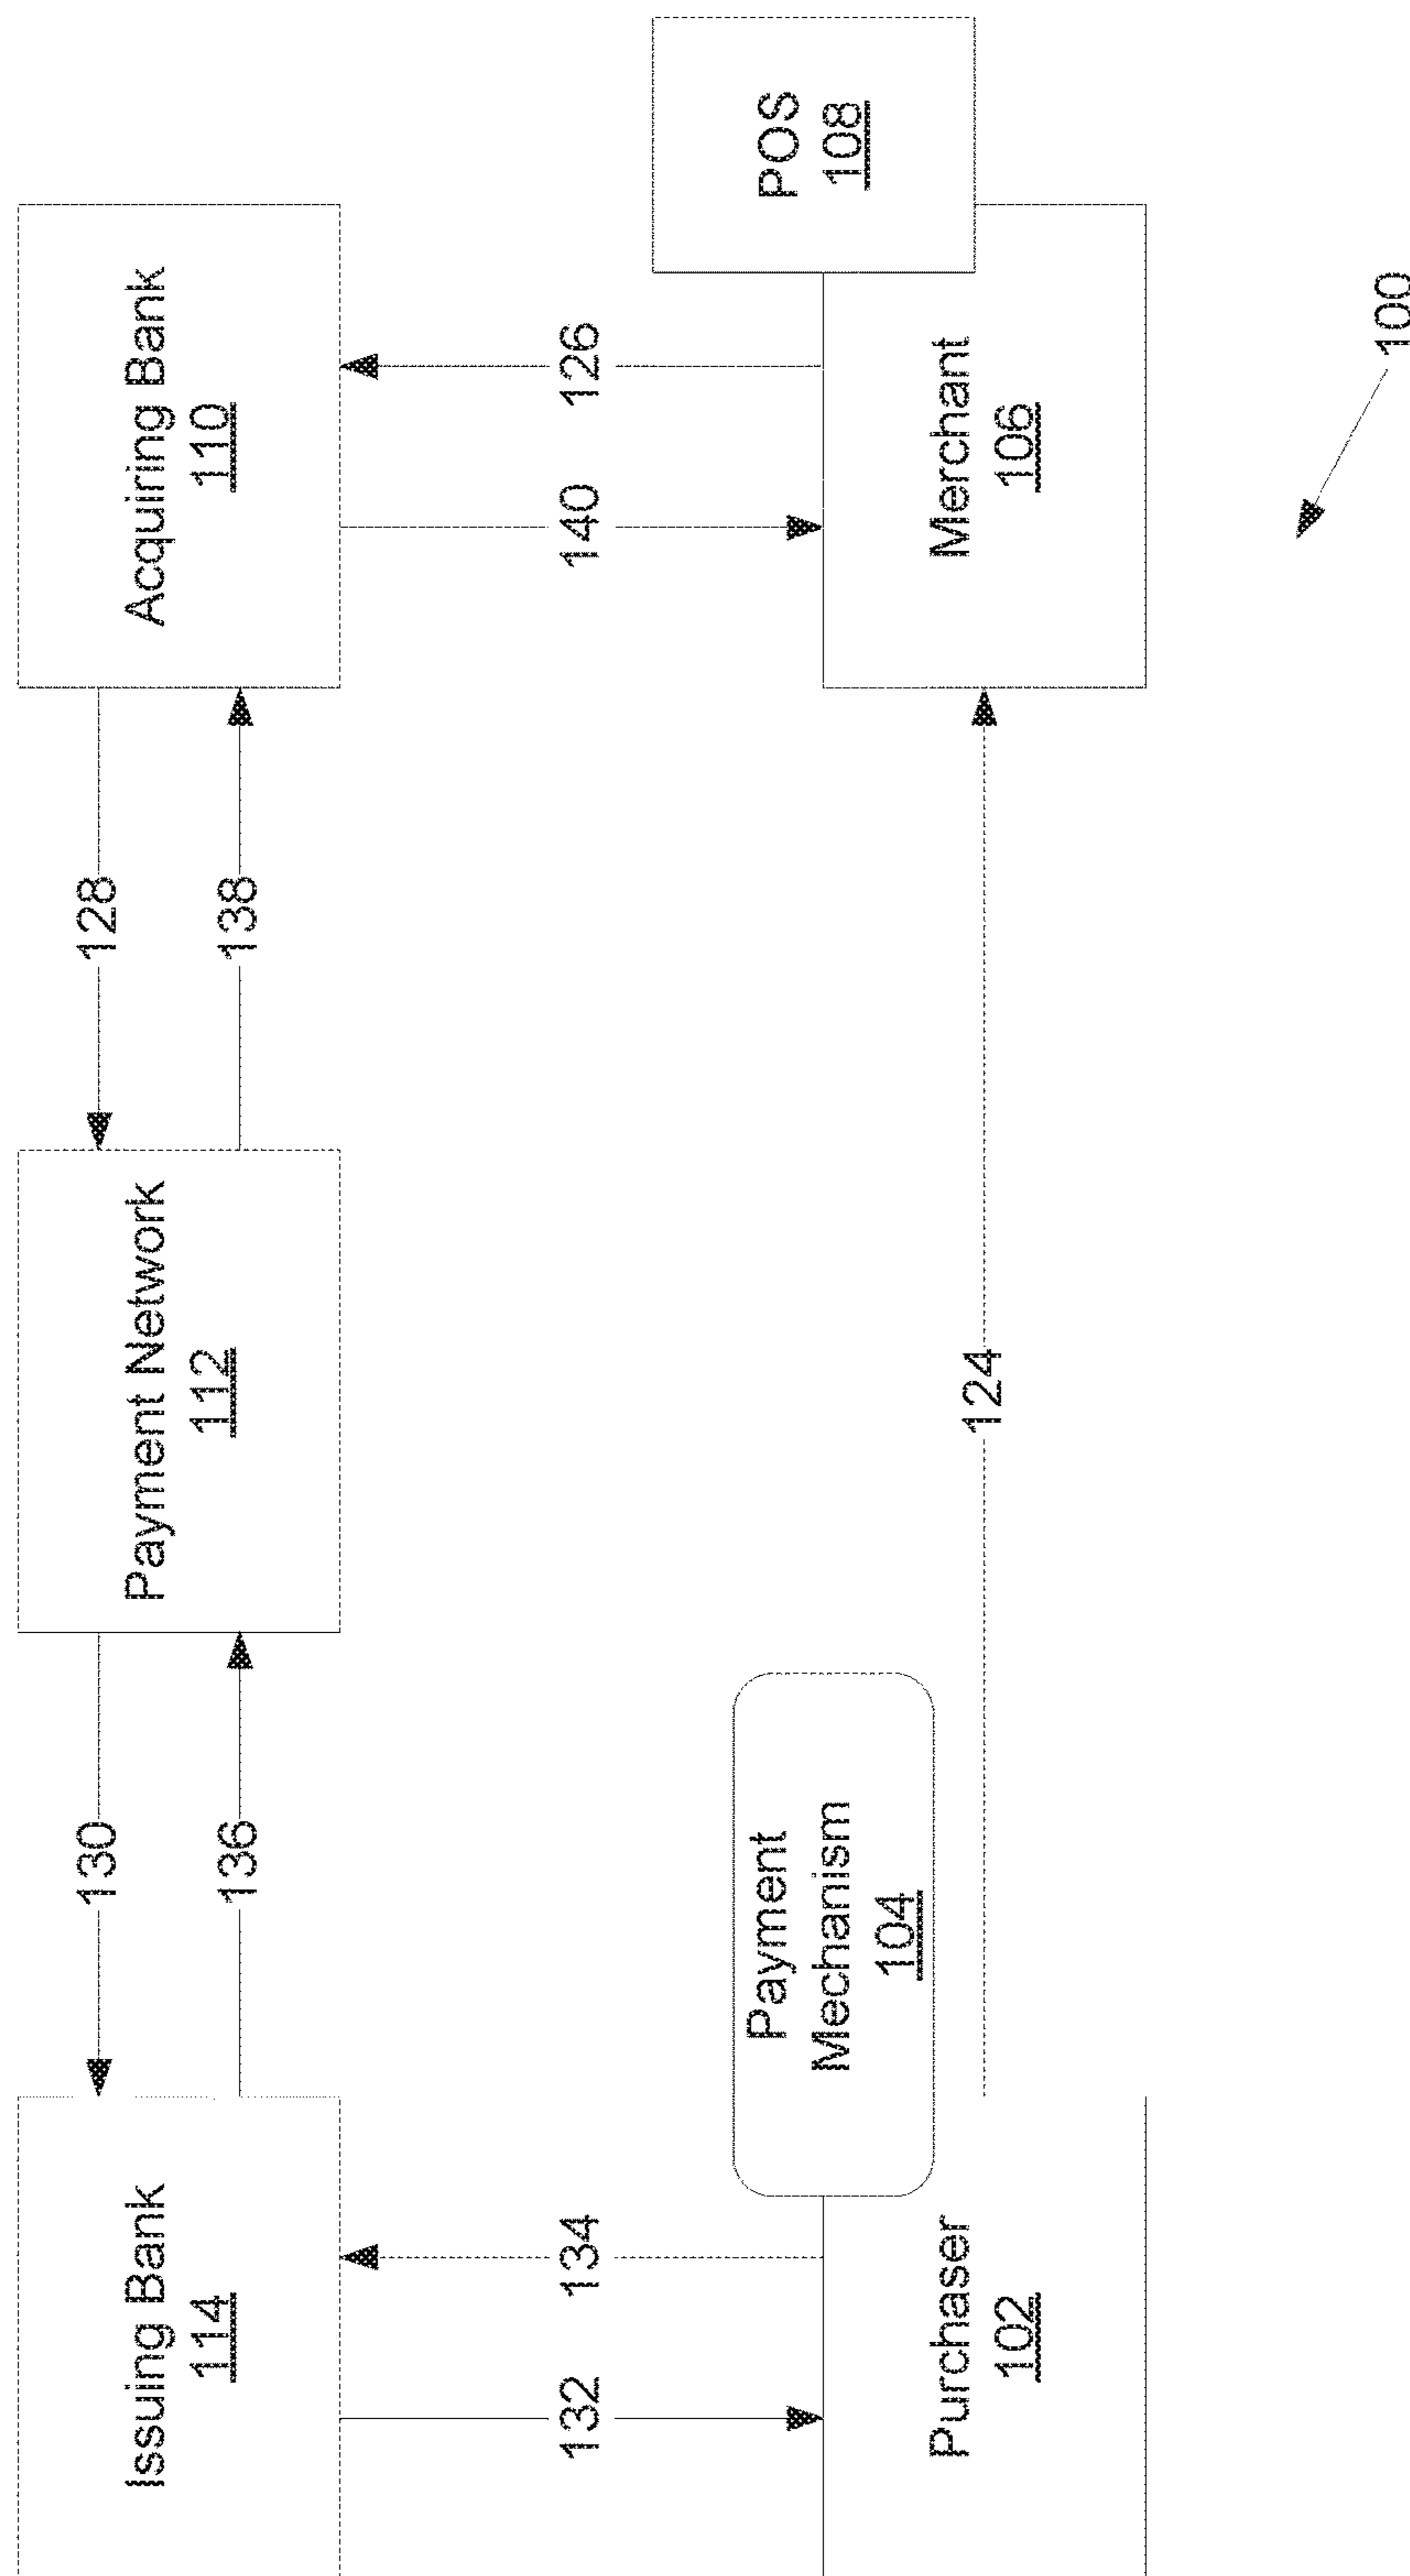 Issuing Bank
114
130
136
Payment Network
112
128
138
Acquiring Bank
110
132
134
140
126
Purchaser
102
Payment
Mechanism
104
124
Merchant
106
POS
108
100